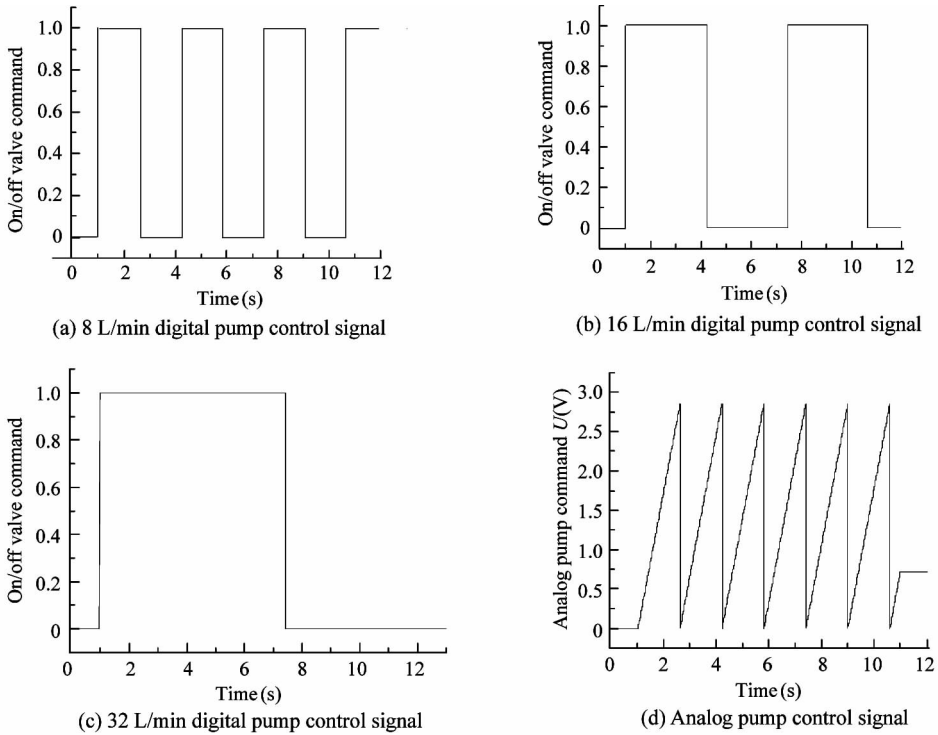 On/off valve command
1.0
0.8
0.6
0.4
0.2
0
0 2 4 6 8 10 12
Time (s)
(a) 8 L/min digital pump control signal
On/off valve command
1.0
0.8
0.6
0.4
0.2
0
0 2 4 6 8 10 12
Time (s)
(b) 16 L/min digital pump control signal
On/off valve command
1.0
0.8
0.6
0.4
0.2
0
0 2 4 6 8 10 12
Time (s)
(c) 32 L/min digital pump control signal
Analog pump command U(V)
3.0
2.5
2.0
1.5
1.0
0.5
0
0 2 4 6 8 10 12
Time (s)
(d) Analog pump control signal